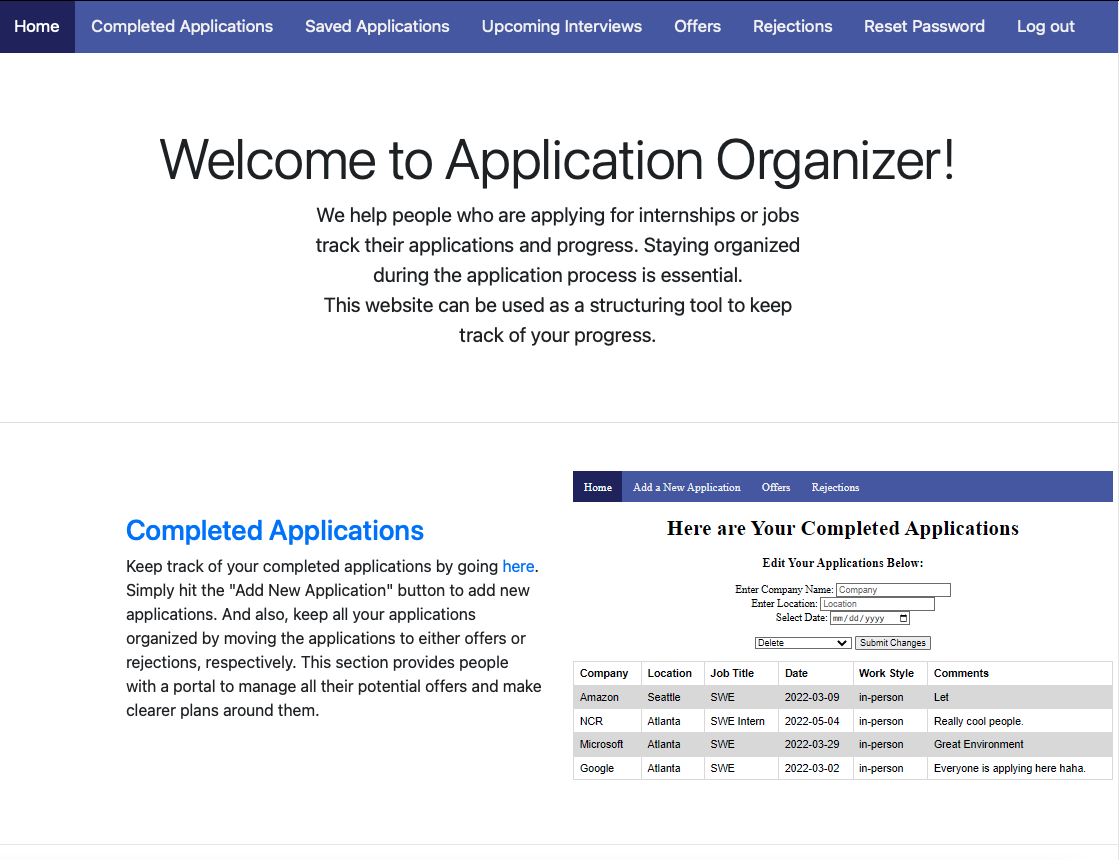 Home Completed Applications Saved Applications Upcoming Interviews Offers Rejections Reset Password Log out
Welcome to Application Organizer!
We help people who are applying for internships or jobs
track their applications and progress. Staying organized
during the application process is essential.
This website can be used as a structuring tool to keep
track of your progress.
Completed Applications
Keep track of your completed applications by going here.
Simply hit the "Add New Application" button to add new
applications. And also, keep all your applications
organized by moving the applications to either offers or
rejections, respectively. This section provides people
with a portal to manage all their potential offers and make
clearer plans around them.
Home Add a New Application Offers Rejections
Here are Your Completed Applications
Edit Your Applications Below:
Enter Company Name: Company
Enter Location: Location
Select Date: mm/dd/yyyy
Delete Submit Changes
Company Location Job Title Date Work Style Comments
Amazon Seattle SWE 2022-03-09 in-person Let
NCR Atlanta SWE Intern 2022-05-04 in-person Really cool people.
Microsoft Atlanta SWE 2022-03-29 in-person Great Environment
Google Atlanta SWE 2022-03-02 in-person Everyone is applying here haha.